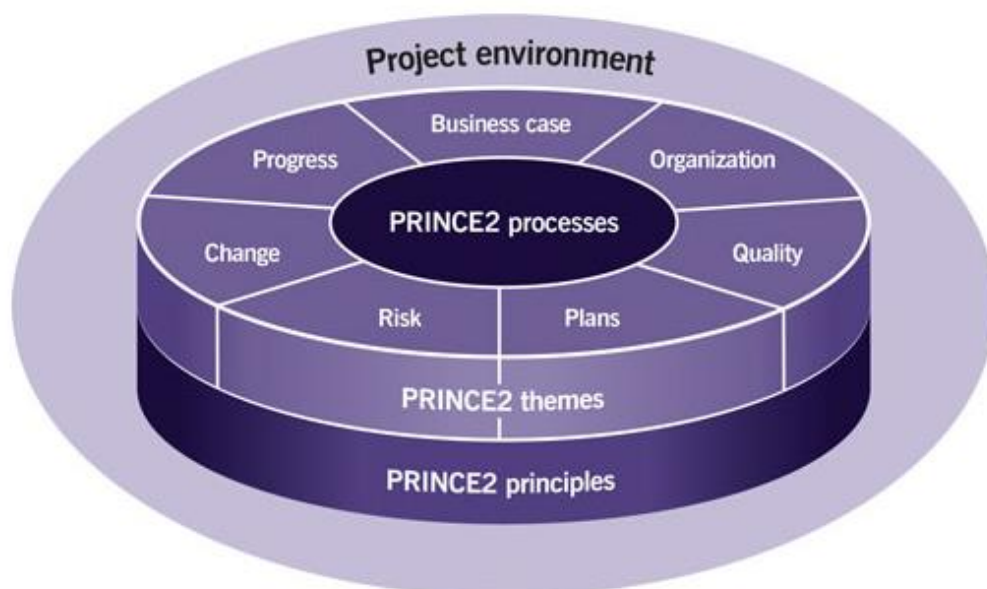 Project environment
Business case
Progress
Organization
PRINCE2 processes
Change
Quality
Risk
Plans
PRINCE2 themes
PRINCE2 principles